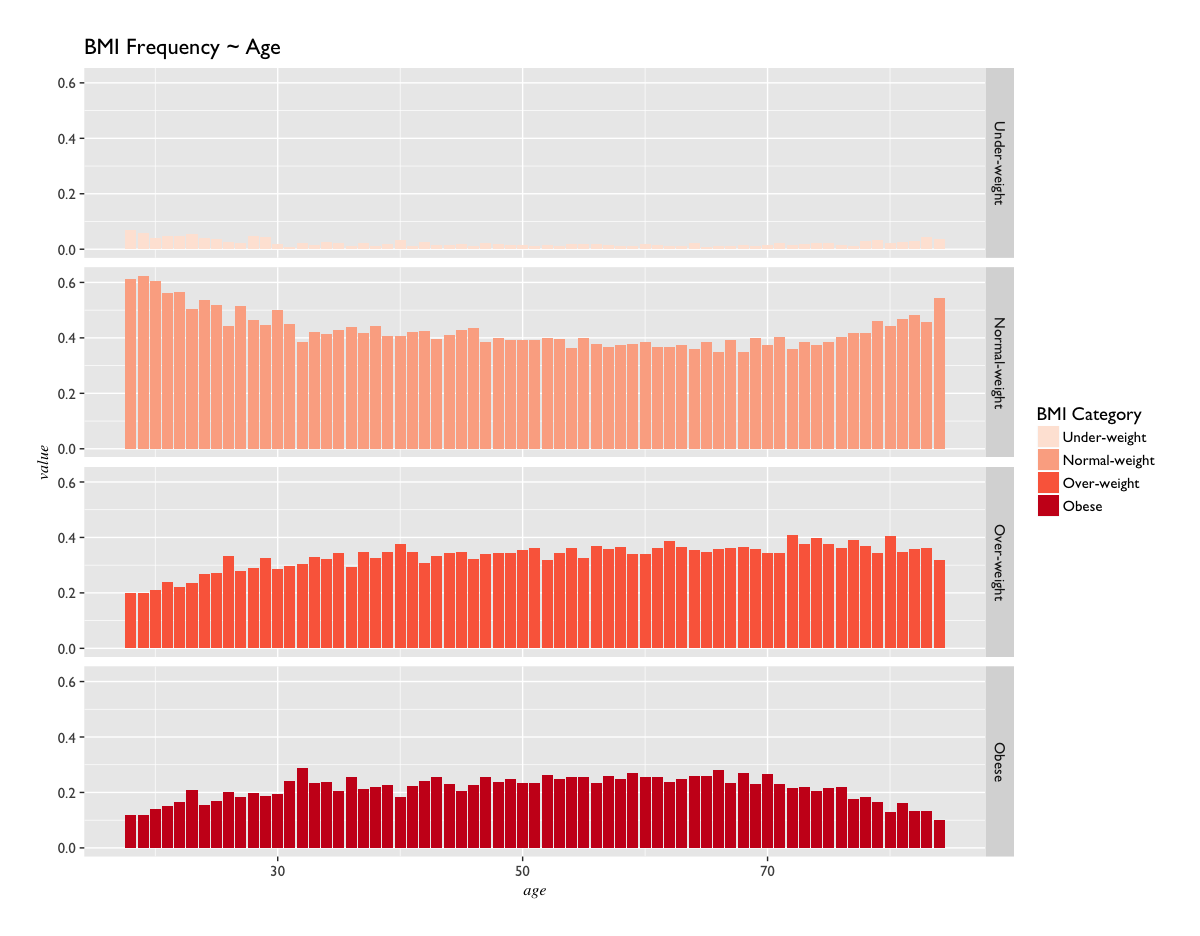 BMI Frequency ~ Age
0.6
0.4
0.2
0.0
Under-weight
0.6
0.4
0.2
0.0
Normal-weight
0.6
0.4
0.2
0.0
Over-weight
0.6
0.4
0.2
0.0
Obese
30 50 70
age
value
BMI Category
Under-weight
Normal-weight
Over-weight
Obese